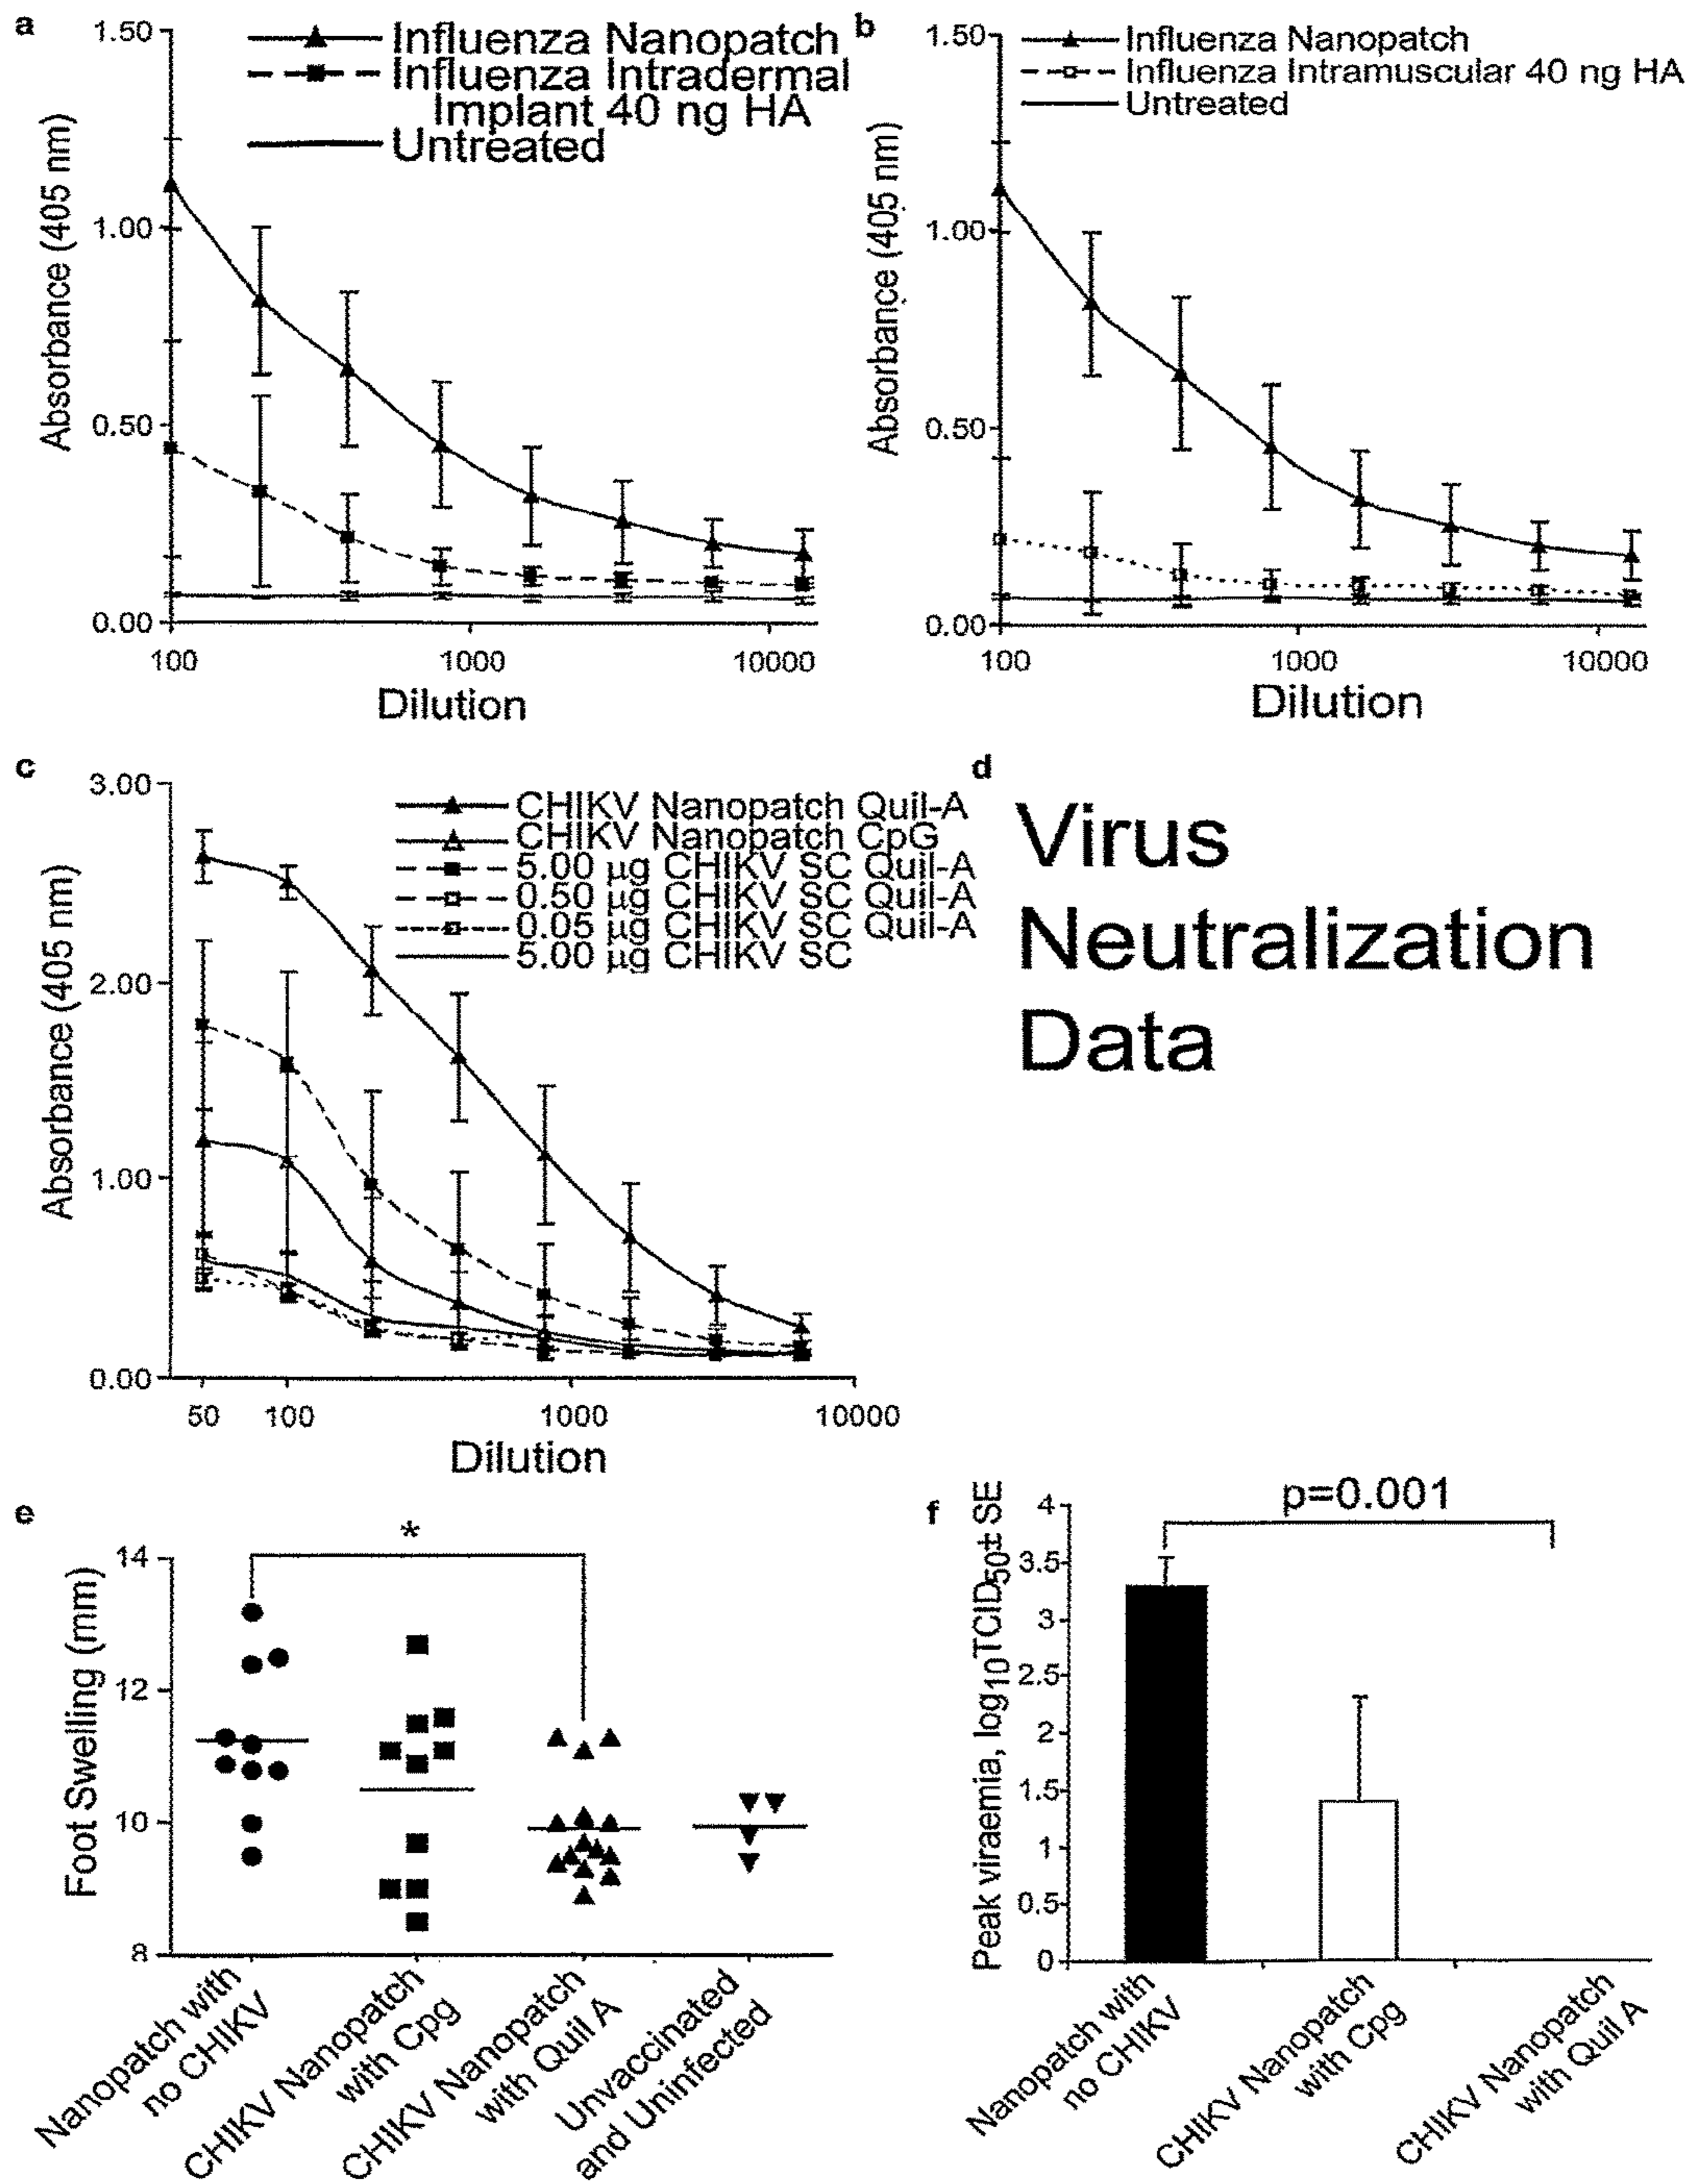 a
1.50
1.00
0.50
0.00
Absorbance (405 nm)
Influenza Nanopatch
Influenza Intradermal
Implant 40 ng HA
Untreated
100
1000
10000
Dilution
b
1.50
1.00
0.50
0.00
Absorbance (405 nm)
Influenza Nanopatch
Influenza Intramuscular 40 ng HA
Untreated
100
1000
10000
Dilution
c
3.00
2.00
1.00
0.00
Absorbance (405 nm)
CHIKV Nanopatch Quil-A
CHIKV Nanopatch CpG
5.00 µg CHIKV SC Quil-A
0.50 µg CHIKV SC Quil-A
0.05 µg CHIKV SC Quil-A
5.00 µg CHIKV SC
50
100
1000
10000
Dilution
d
Virus
Neutralization
Data
e
14
12
10
8
Foot Swelling (mm)
*
Nanopatch with
no CHIKV
CHIKV Nanopatch
with Cpg
CHIKV Nanopatch
with Quil A
Unvaccinated
and Uninfected
f
p=0.001
4
3.5
3
2.5
2
1.5
1
0.5
0
Peak viraemia, log10TCID50± SE
Nanopatch with
no CHIKV
CHIKV Nanopatch
with Cpg
CHIKV Nanopatch
with Quil A